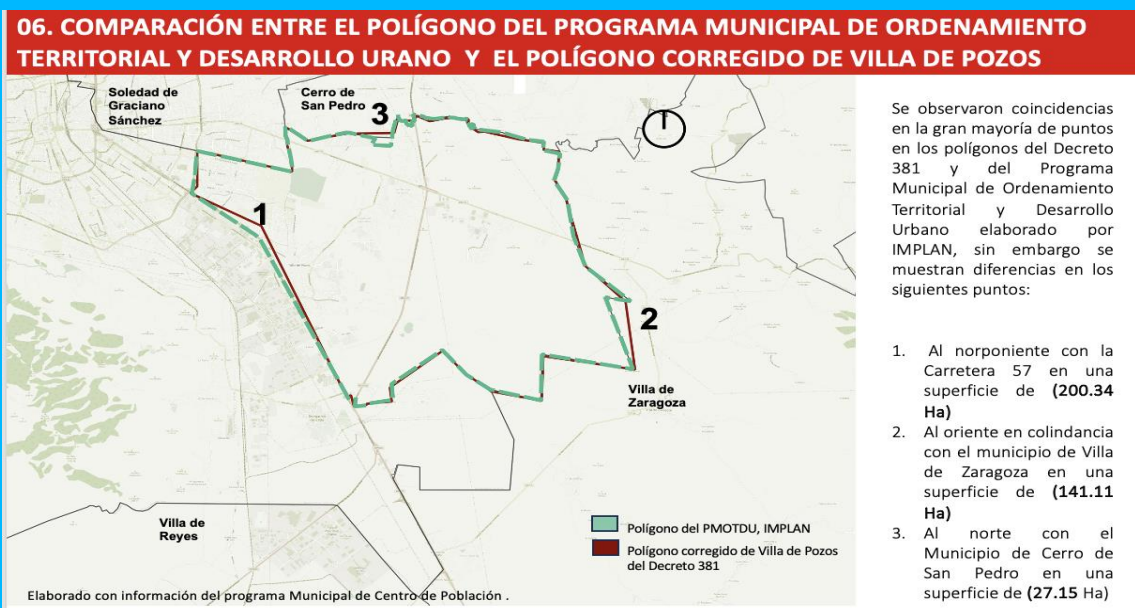 06. COMPARACIÓN ENTRE EL POLÍGONO DEL PROGRAMA MUNICIPAL DE ORDENAMIENTO
TERRITORIAL Y DESARROLLO URANO Y EL POLÍGONO CORREGIDO DE VILLA DE POZOS
Soledad de
Graciano
Sánchez
Cerro de
San Pedro
3
1
2
Villa de
Zaragoza
Villa de
Reyes
Polígono del PMOTDU, IMPLAN
Polígono corregido de Villa de Pozos
del Decreto 381
Elaborado con información del programa Municipal de Centro de Población .
Se observaron coincidencias
en la gran mayoría de puntos
en los polígonos del Decreto
381 y del Programa
Municipal de Ordenamiento
Territorial y Desarrollo
Urbano elaborado por
IMPLAN, sin embargo se
muestran diferencias en los
siguientes puntos:
1. Al norponiente con la
Carretera 57 en una
superficie de (200.34
Ha)
2. Al oriente en colindancia
con el municipio de Villa
de Zaragoza en una
superficie de (141.11
Ha)
3. Al norte con el
Municipio de Cerro de
San Pedro en una
superficie de (27.15 Ha)